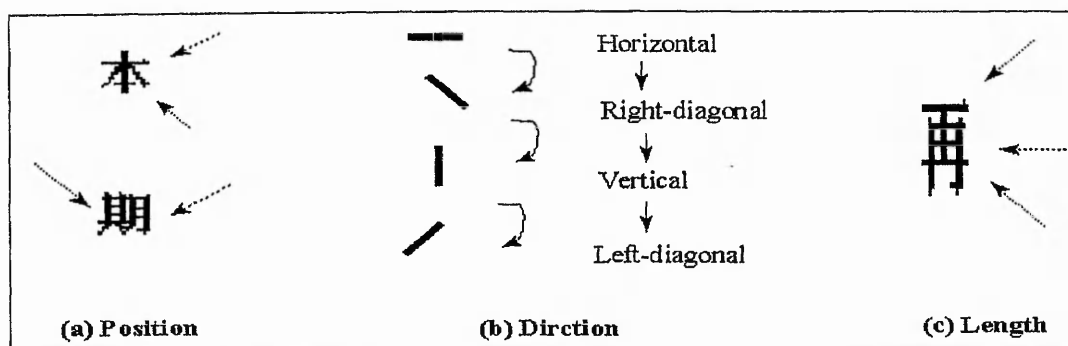 本
期
Horizontal
Right-diagonal
Vertical
Left-diagonal
再
(a) Position
(b) Dirction
(c) Length